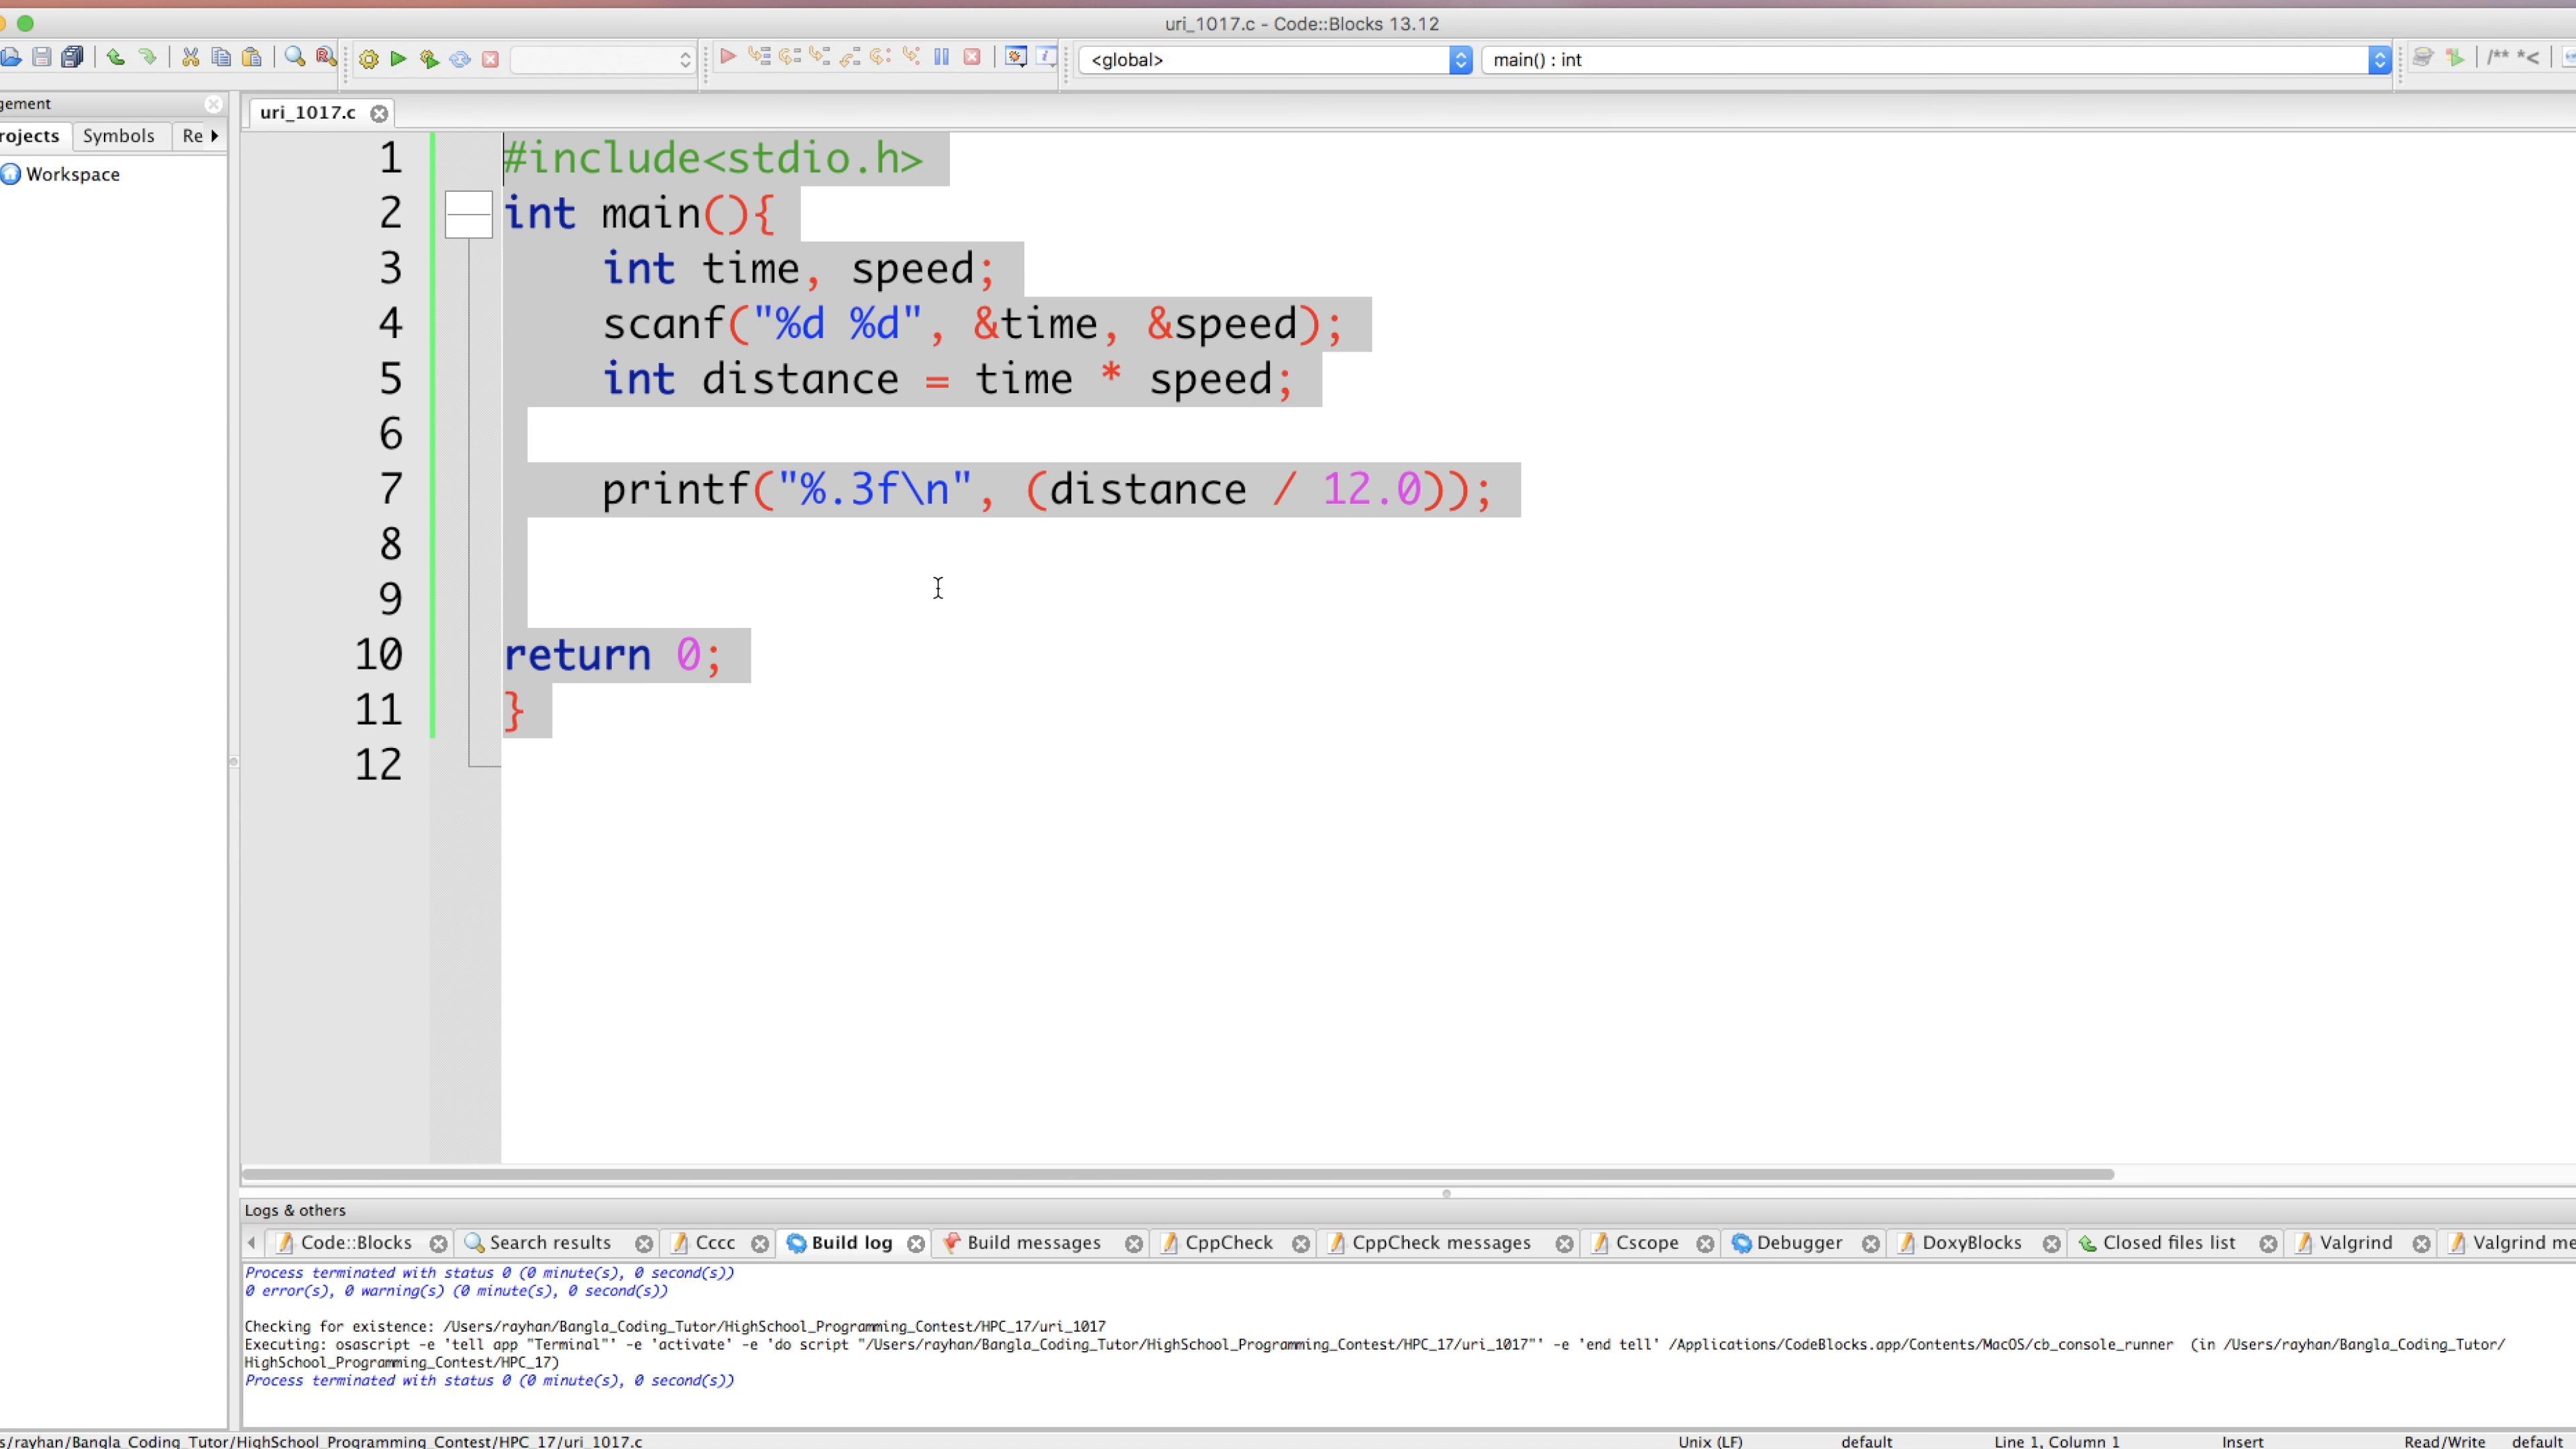 uri_1017.c - Code::Blocks 13.12
<global>
main() : int
/** *<
gement
uri_1017.c
rojects Symbols Re
Workspace
1 #include<stdio.h>
2 int main(){
3 int time, speed;
4 scanf("%d %d", &time, &speed);
5 int distance = time * speed;
6
7 printf("%.3f\n", (distance / 12.0));
8
9
10 return 0;
11 }
12
Logs & others
Code::Blocks Search results Cccc Build log Build messages CppCheck CppCheck messages Cscope Debugger DoxyBlocks Closed files list Valgrind Valgrind me
Process terminated with status 0 (0 minute(s), 0 second(s))
0 error(s), 0 warning(s) (0 minute(s), 0 second(s))
Checking for existence: /Users/rayhan/Bangla_Coding_Tutor/HighSchool_Programming_Contest/HPC_17/uri_1017
Executing: osascript -e 'tell app "Terminal"' -e 'activate' -e 'do script "/Users/rayhan/Bangla_Coding_Tutor/HighSchool_Programming_Contest/HPC_17/uri_1017"' -e 'end tell' /Applications/CodeBlocks.app/Contents/MacOS/cb_console_runner (in /Users/rayhan/Bangla_Coding_Tutor/
HighSchool_Programming_Contest/HPC_17)
Process terminated with status 0 (0 minute(s), 0 second(s))
s/rayhan/Bangla_Coding_Tutor/HighSchool_Programming_Contest/HPC_17/uri_1017.c Unix (LF) default Line 1, Column 1 Insert Read/Write default